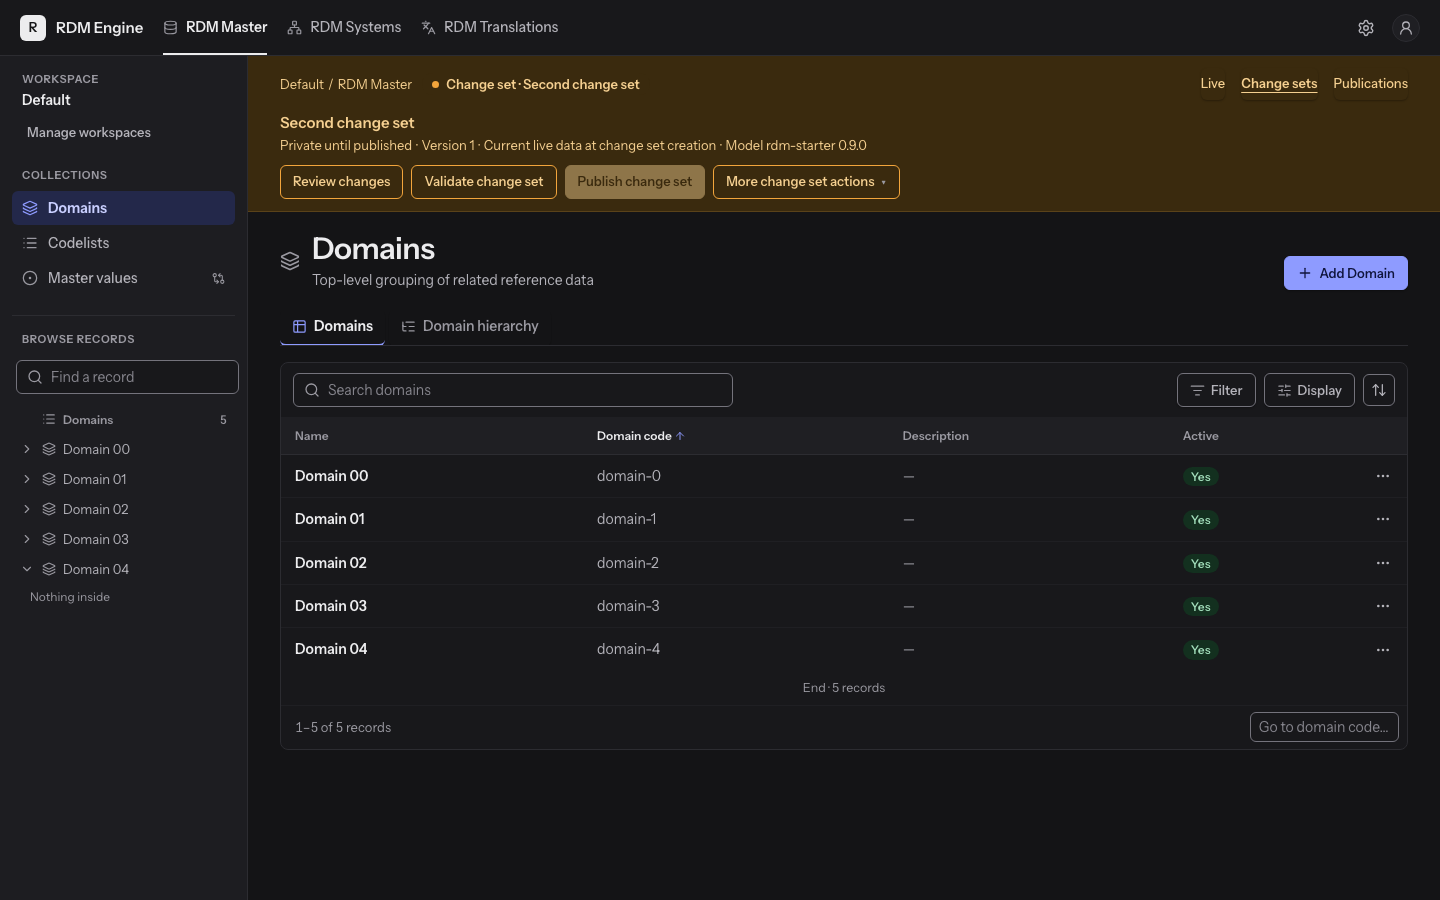 R RDM Engine RDM Master RDM Systems RDM Translations
WORKSPACE
Default
Manage workspaces
COLLECTIONS
Domains
Codelists
Master values
BROWSE RECORDS
Find a record
Domains 5
Domain 00
Domain 01
Domain 02
Domain 03
Domain 04
Nothing inside
Default / RDM Master Change set · Second change set Live Change sets Publications
Second change set
Private until published · Version 1 · Current live data at change set creation · Model rdm-starter 0.9.0
Review changes Validate change set Publish change set More change set actions
Domains
Top-level grouping of related reference data
Add Domain
Domains Domain hierarchy
Search domains Filter Display
Name Domain code ↑ Description Active
Domain 00 domain-0 — Yes
Domain 01 domain-1 — Yes
Domain 02 domain-2 — Yes
Domain 03 domain-3 — Yes
Domain 04 domain-4 — Yes
End · 5 records
1–5 of 5 records Go to domain code...